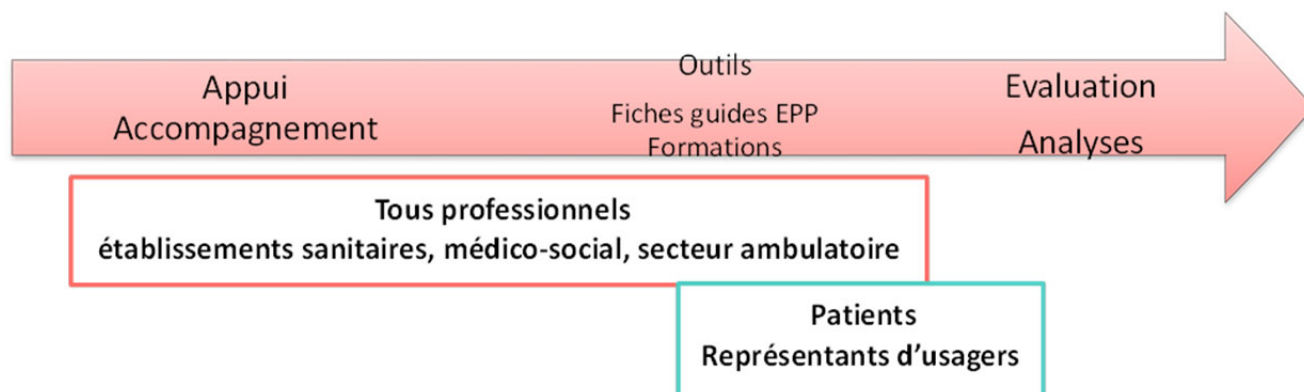 Appui
Accompagnement
Outils
Fiches guides EPP
Formations
Evaluation
Analyses
Tous professionnels
établissements sanitaires, médico-social, secteur ambulatoire
Patients
Représentants d’usagers